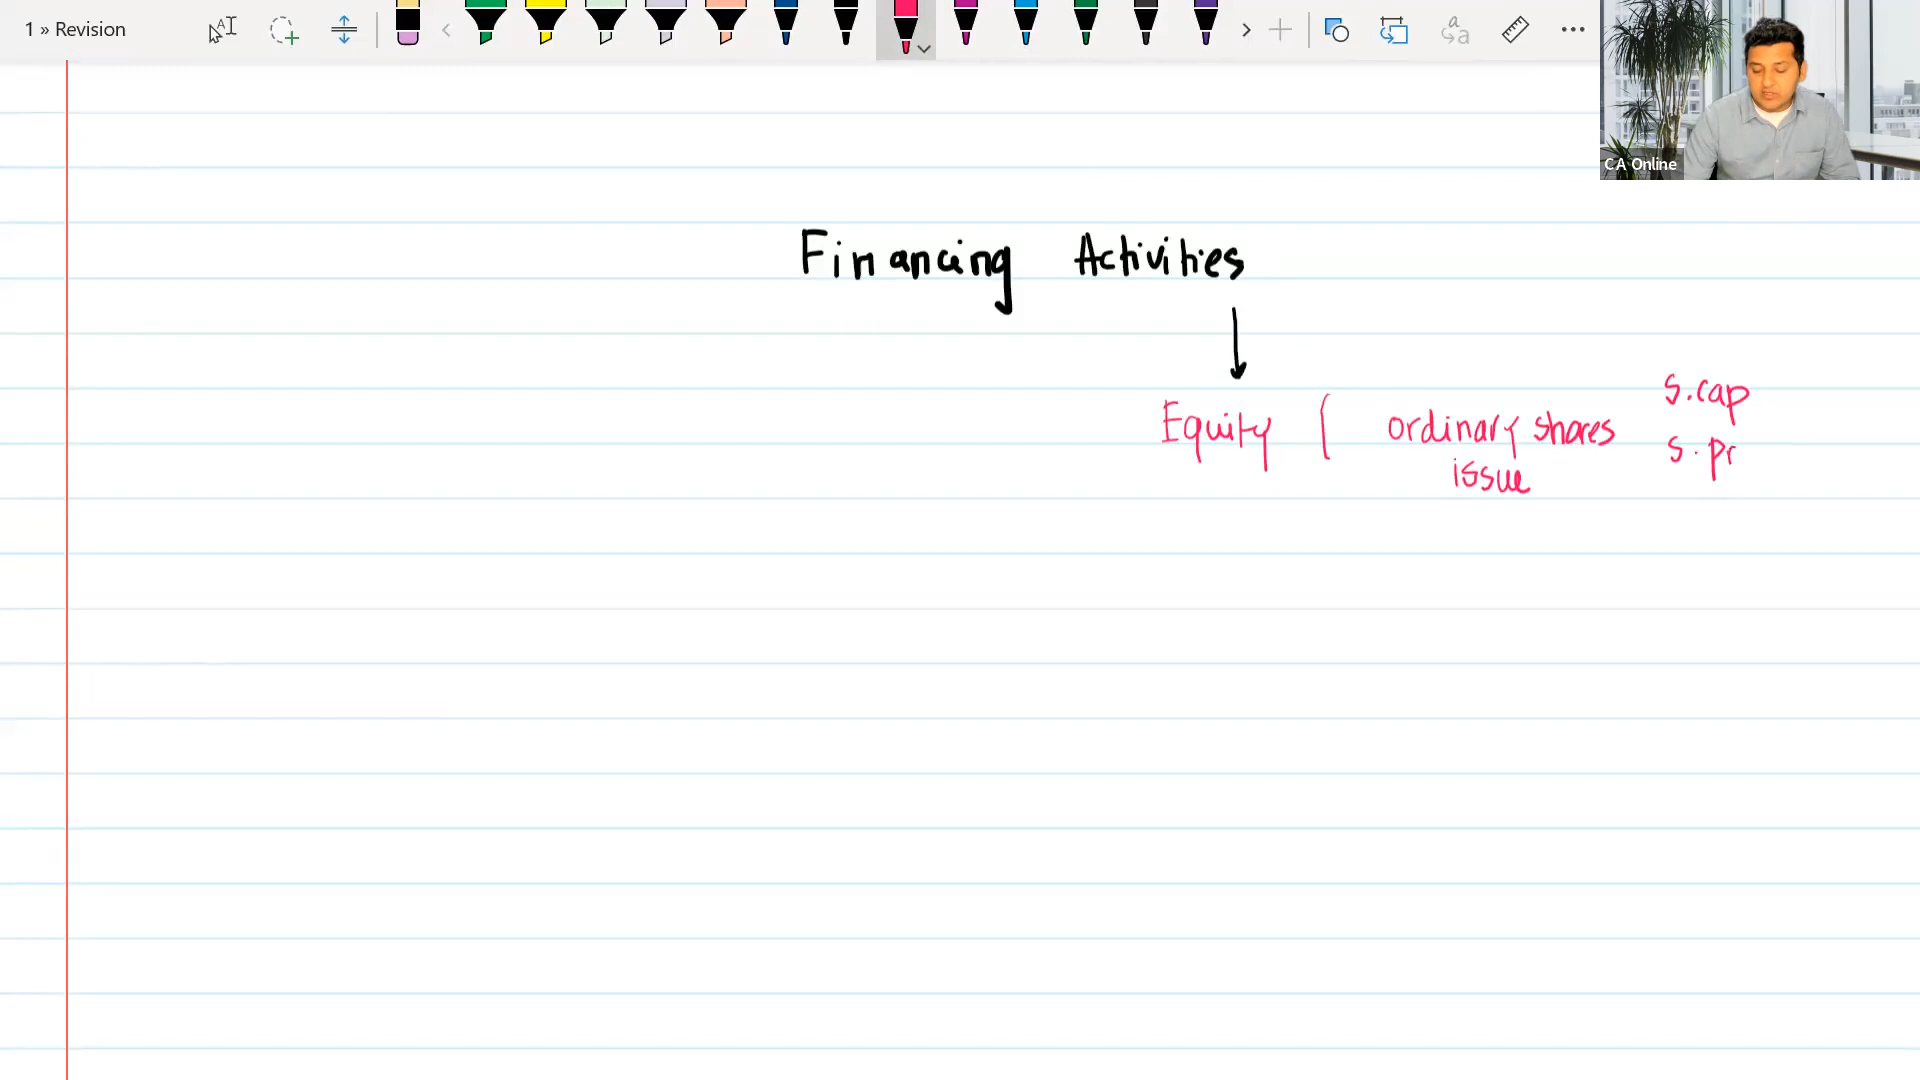 1 » Revision
CA Online
Financing Activities
Equity ordinary shares s.cap
issue s.pr